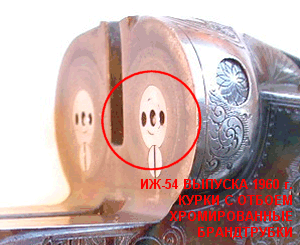 ИЖ-54 ВЫПУСКА 1960 г.
КУРКИ С ОТБОЕМ
ХРОМИРОВАННЫЕ
БРАНДТРУБКИ